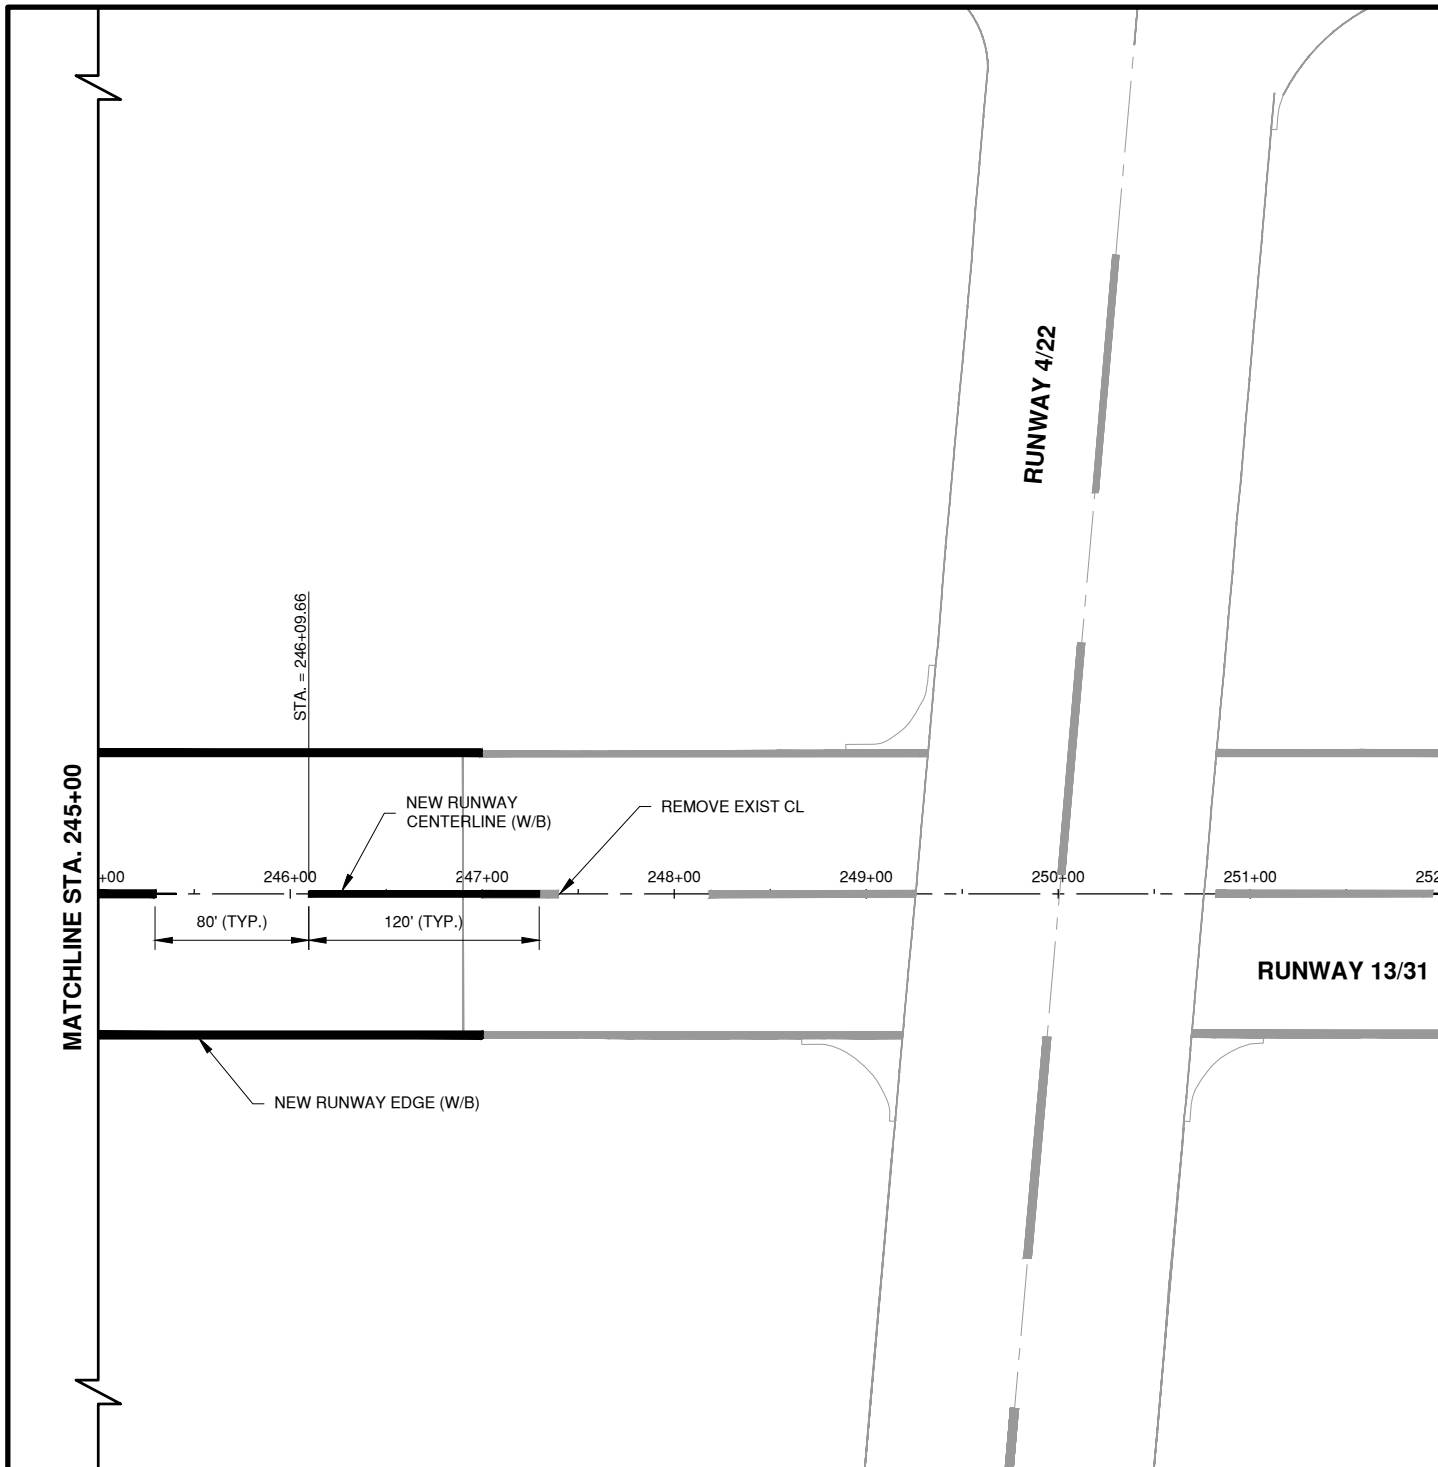 RUNWAY 4/22
STA. = 246+09.66
MATCHLINE STA. 245+00
NEW RUNWAY
CENTERLINE (W/B)
REMOVE EXIST CL
+00
246+00
247+00
248+00
249+00
250+00
251+00
252
80' (TYP.)
120' (TYP.)
RUNWAY 13/31
NEW RUNWAY EDGE (W/B)